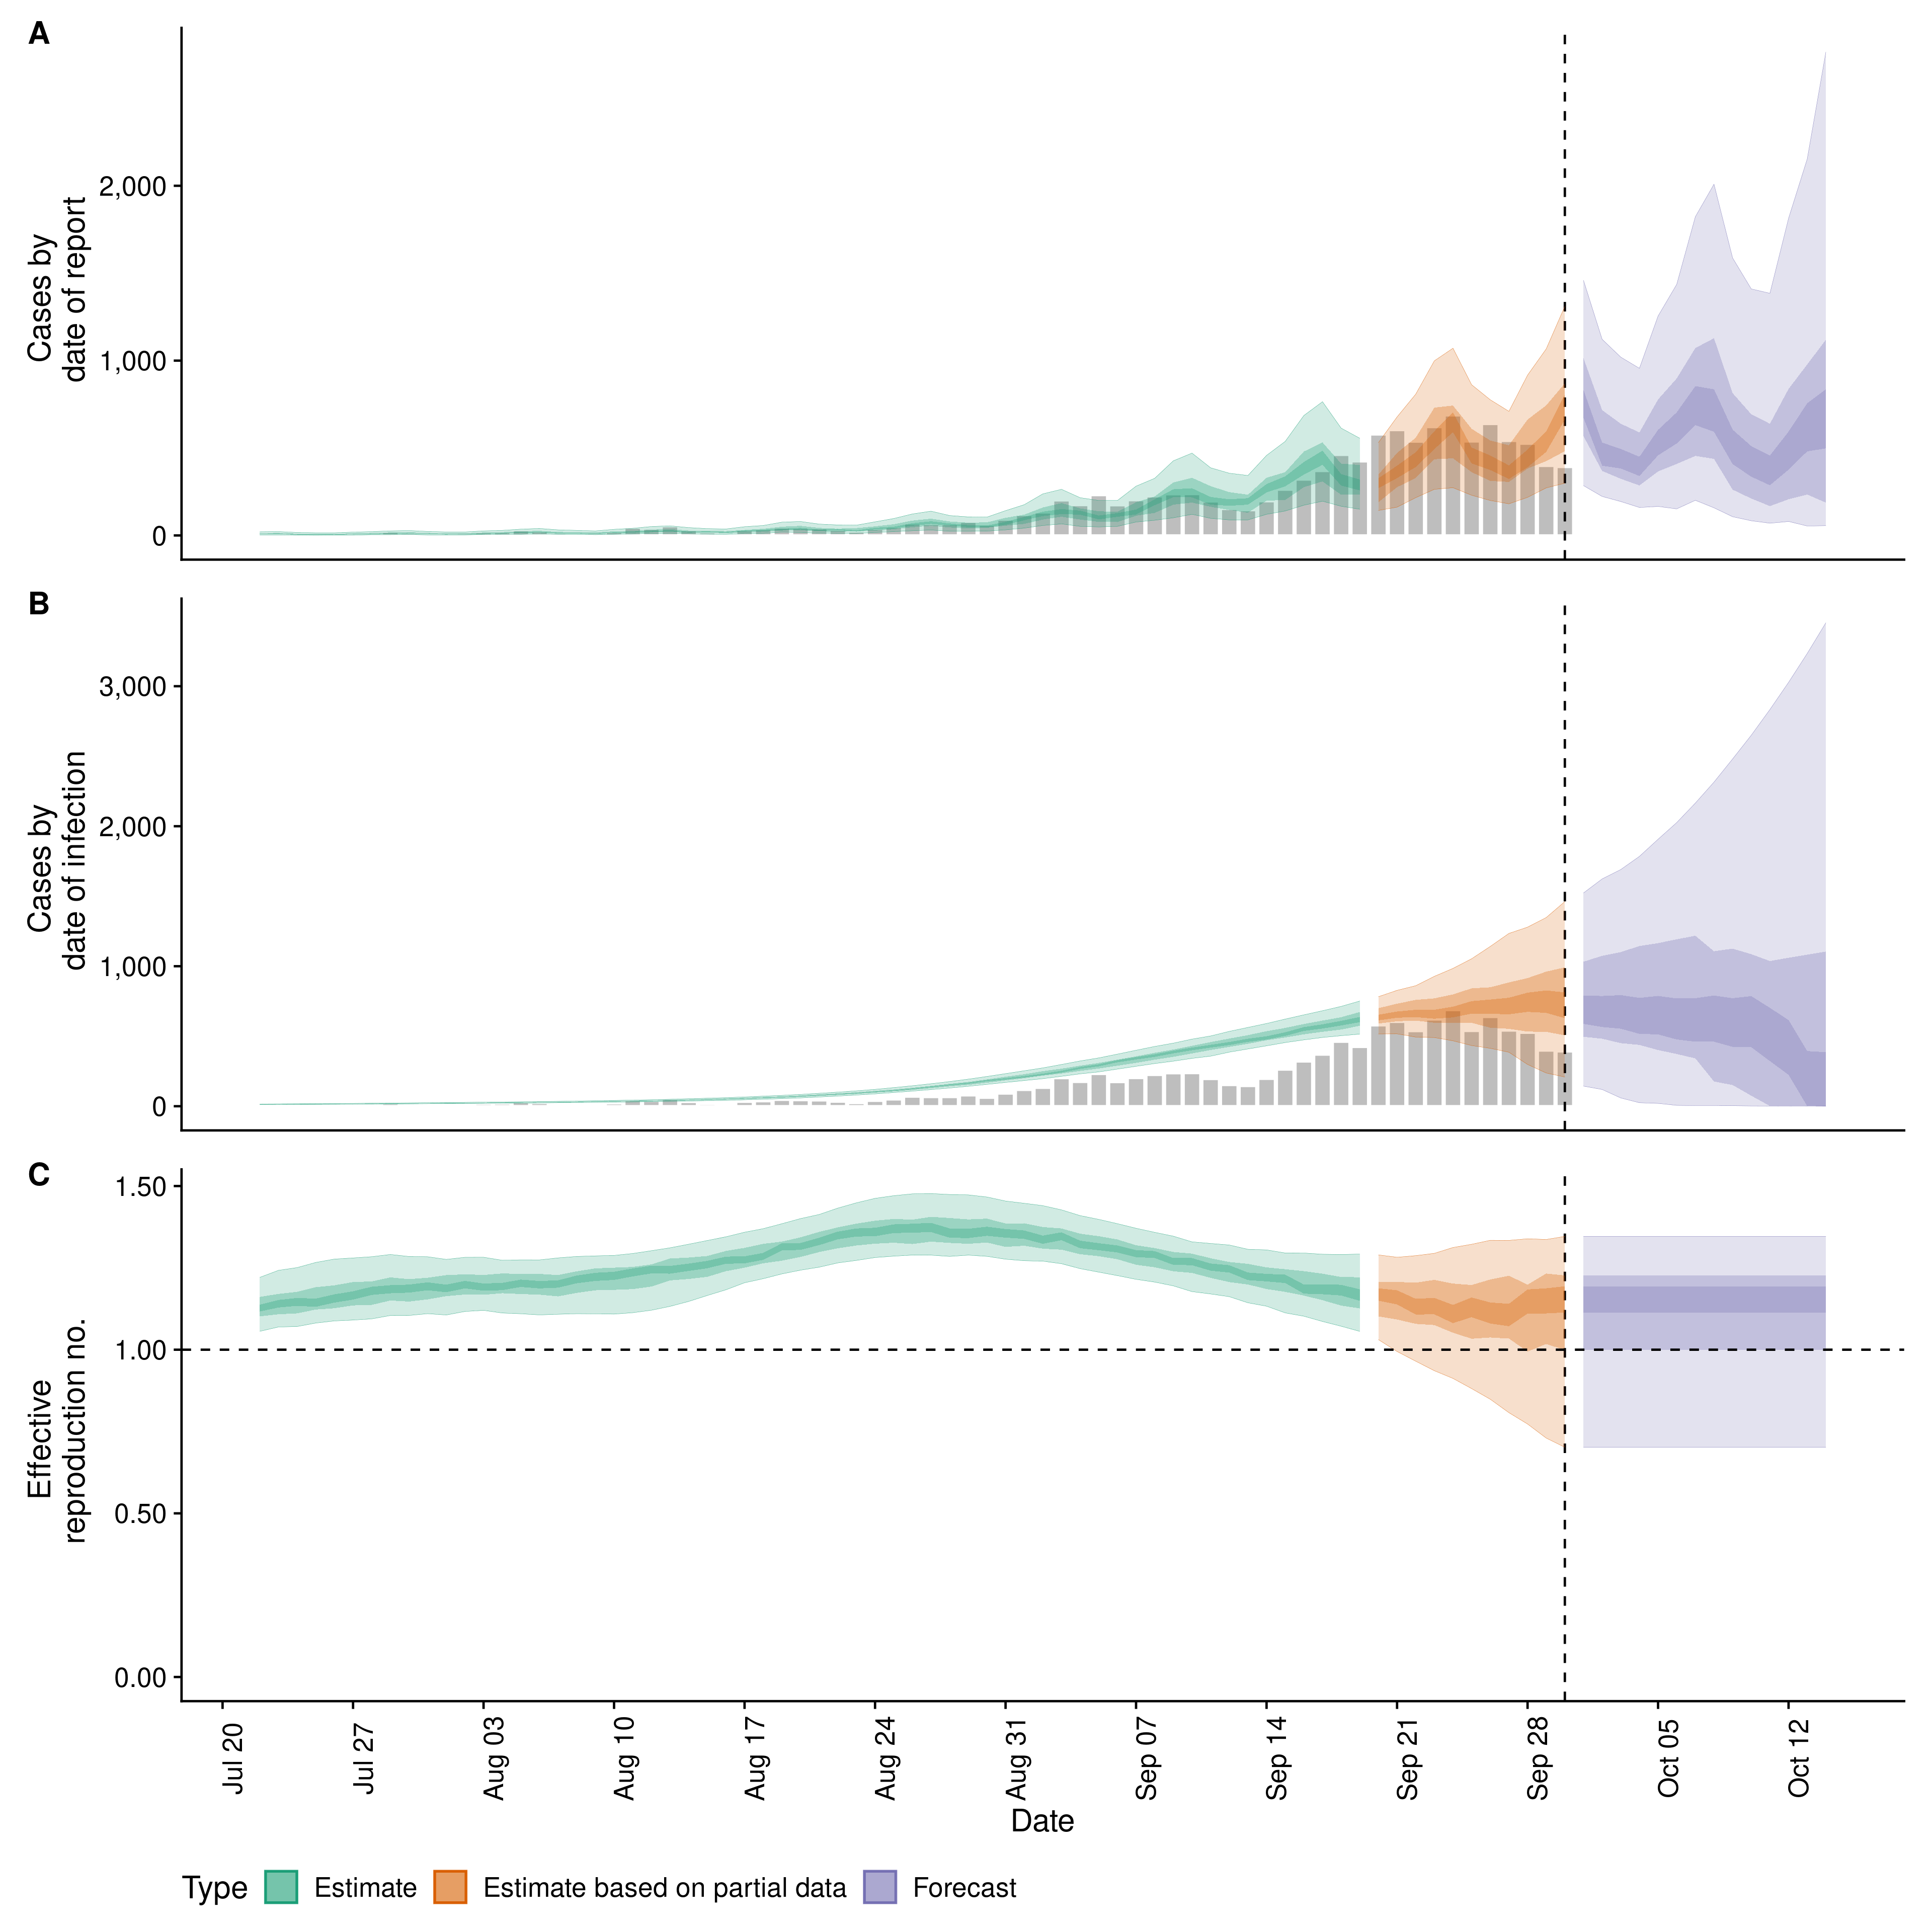 A
Cases by
date of report
2,000
1,000
0
B
Cases by
date of infection
3,000
2,000
1,000
0
C
Effective
reproduction no.
1.50
1.00
0.50
0.00
Jul 20
Jul 27
Aug 03
Aug 10
Aug 17
Aug 24
Aug 31
Sep 07
Sep 14
Sep 21
Sep 28
Oct 05
Oct 12
Date
Type Estimate Estimate based on partial data Forecast